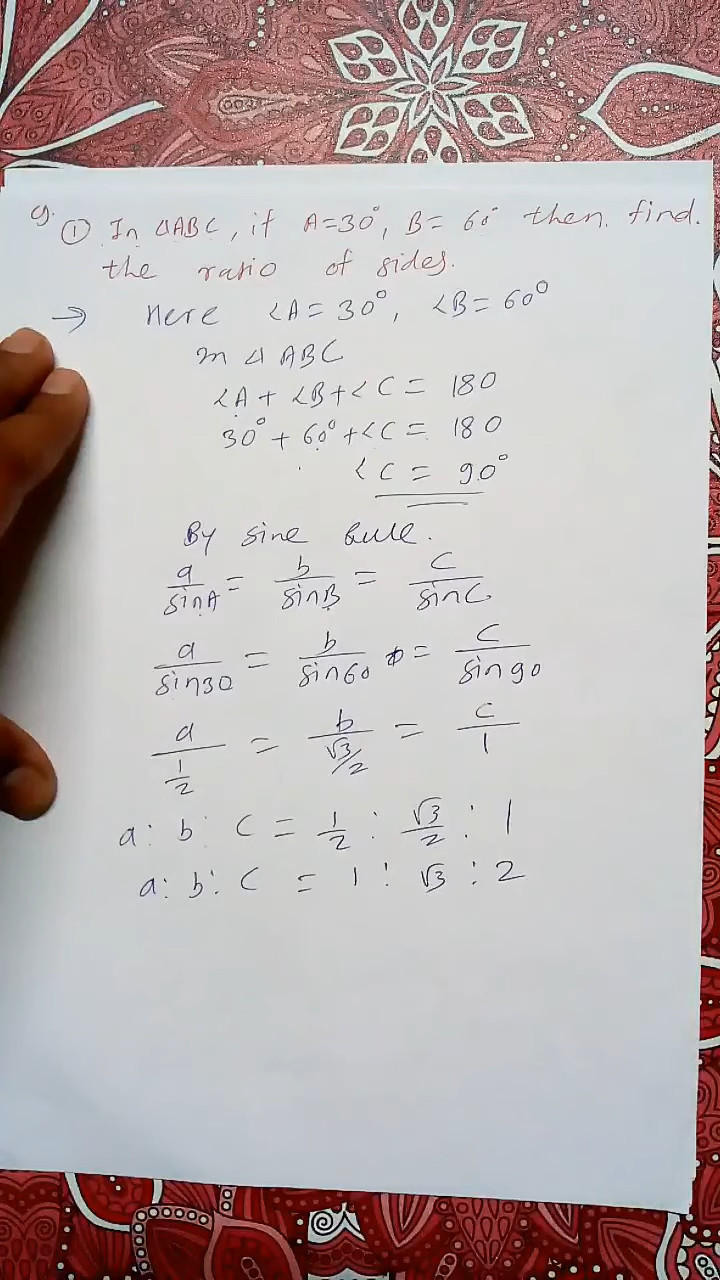 g. ① In △ABC, if A=30°, B= 60° then. find.
the ratio of sides.
→ Here ∠A= 30°, ∠B= 60°
In △ ABC
∠A + ∠B + ∠C = 180
30° + 60° + ∠C = 180
∠C = 90°
By sine Rule.
a/sinA = b/sinB = c/sinC
a/sin30 = b/sin60 = c/sin90
a/(1/2) = b/(√3/2) = c/1
a : b : c = 1/2 : √3/2 : 1
a : b : c = 1 : √3 : 2